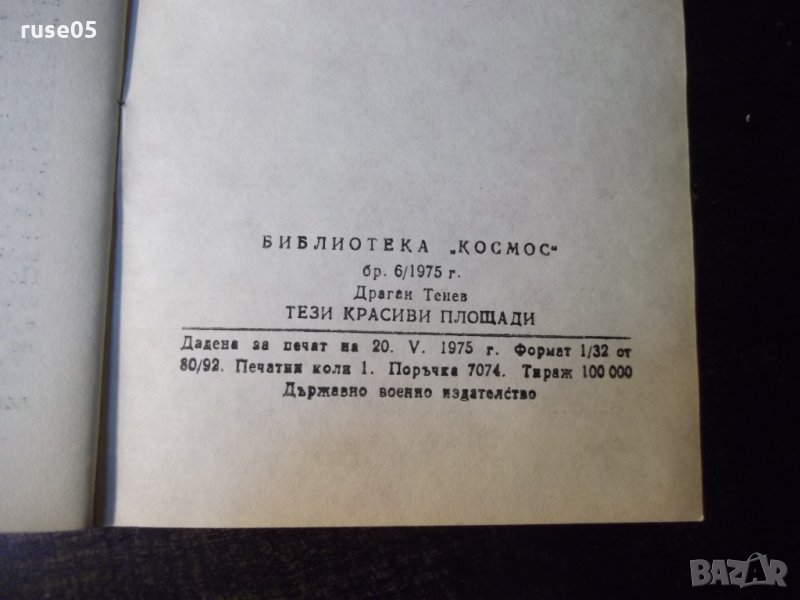 ruse05
БИБЛИОТЕКА „КОСМОС“
бр. 6/1975 г.
Драган Тенев
ТЕЗИ КРАСИВИ ПЛОЩАДИ
Дадена за печат на 20. V. 1975 г. Формат 1/32 от
80/92. Печатни коли 1. Поръчка 7074. Тираж 100 000
Държавно военно издателство
BAZAR